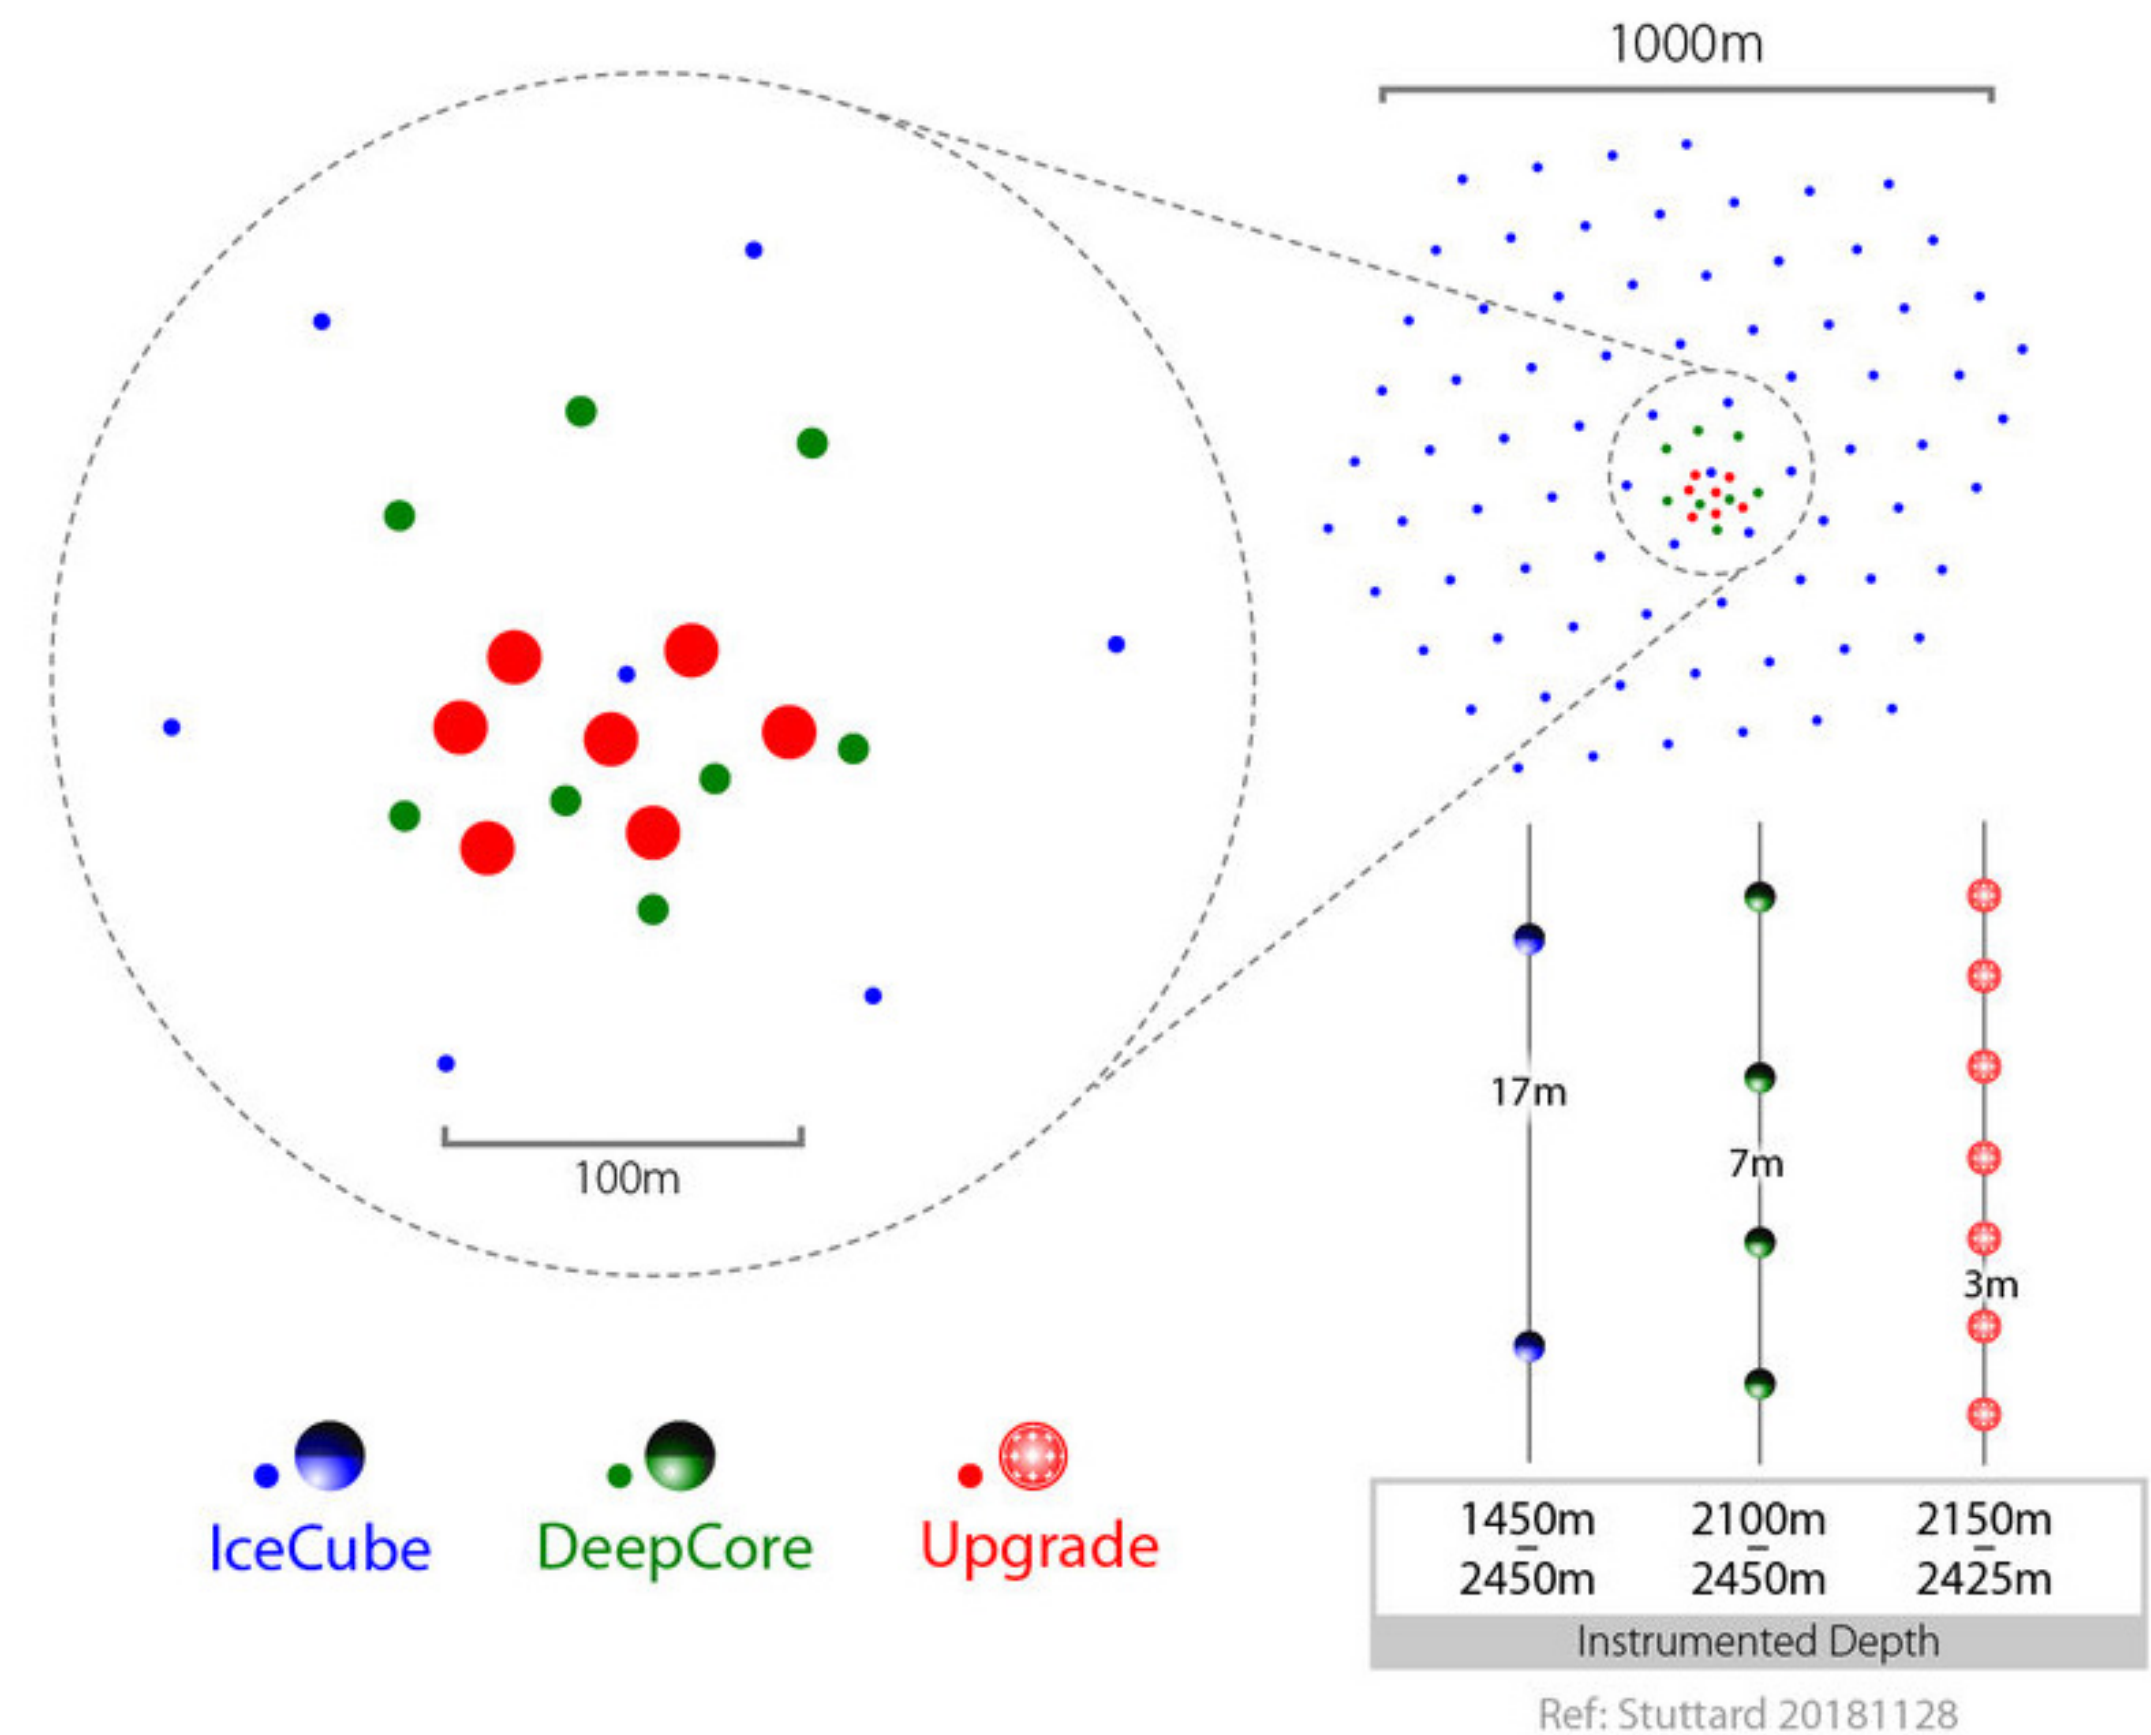 1000m
100m
17m
7m
3m
IceCube
DeepCore
Upgrade
1450m
–
2450m
2100m
–
2450m
2150m
–
2425m
Instrumented Depth
Ref: Stuttard 20181128